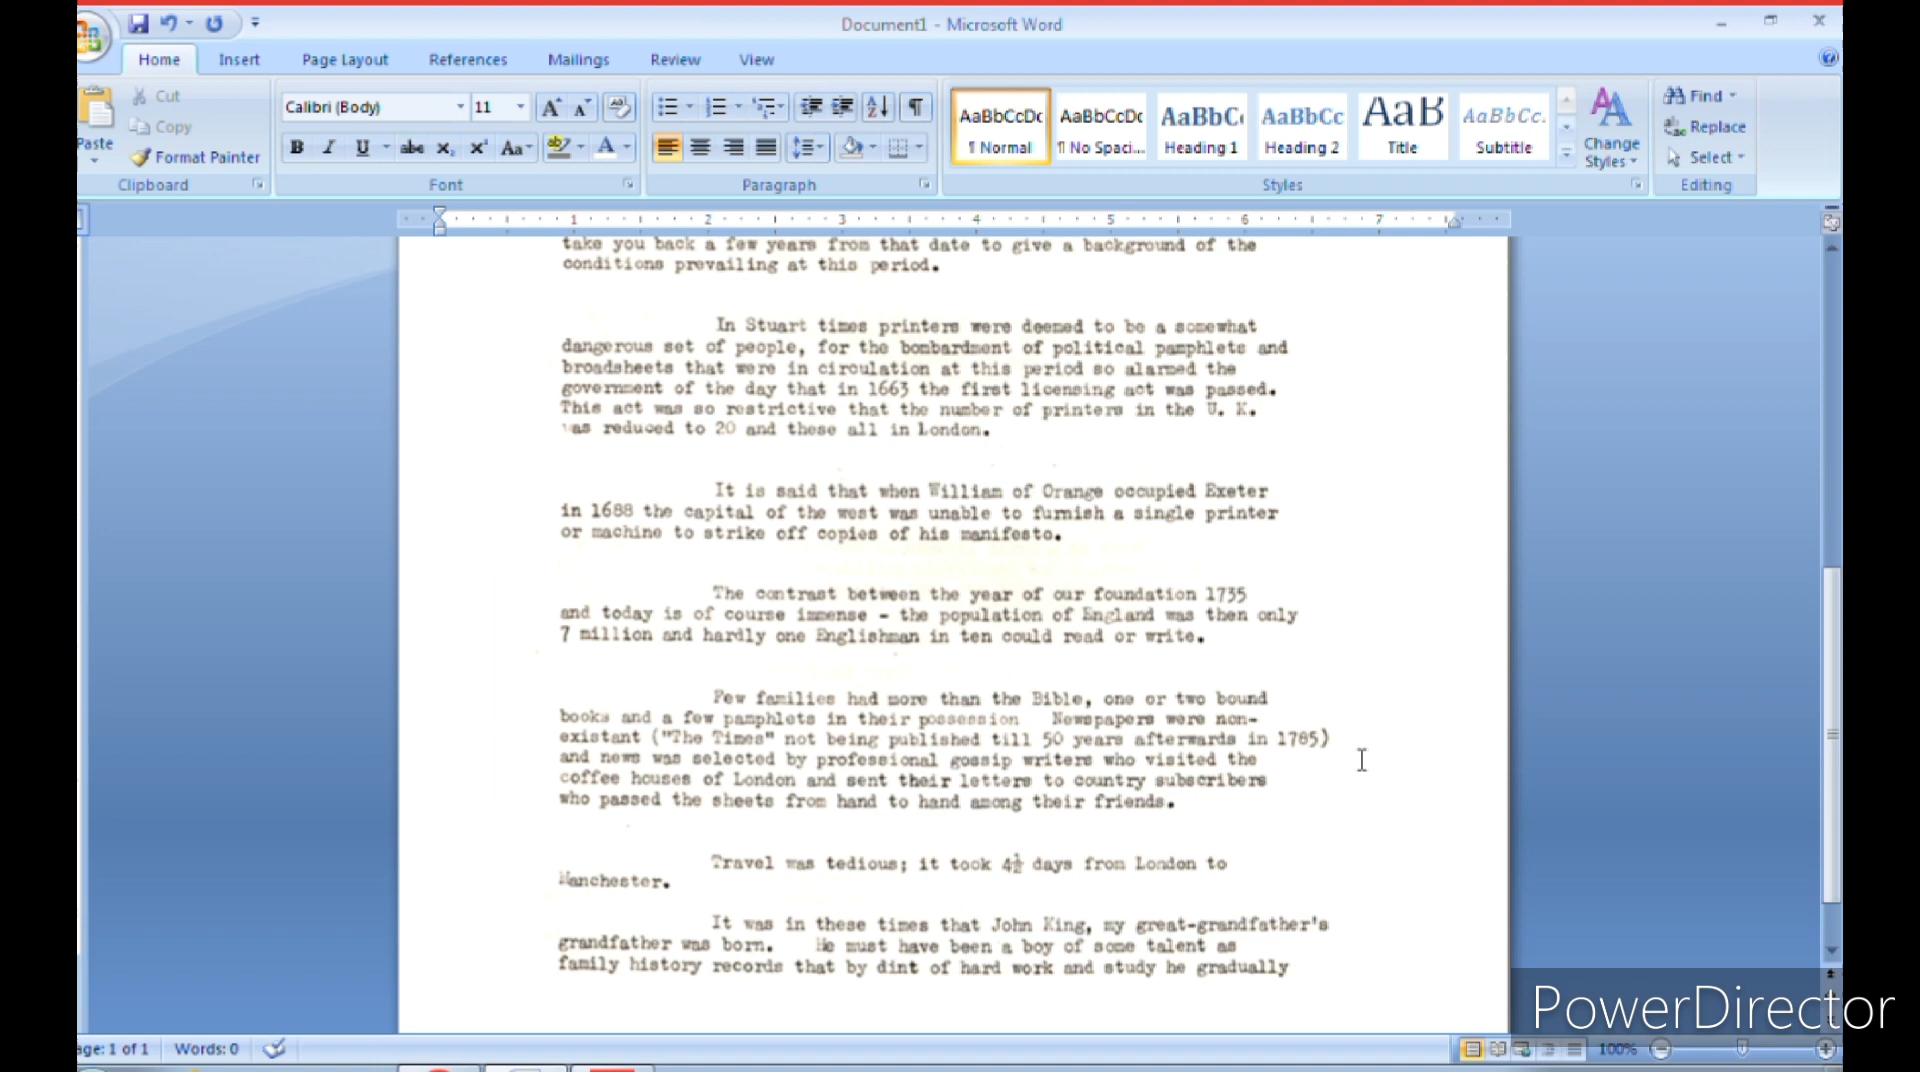 Document1 - Microsoft Word
Home Insert Page Layout References Mailings Review View
Cut
Copy
Paste
Format Painter
Clipboard
Calibri (Body) 11
Font
Paragraph
AaBbCcDc AaBbCcDc AaBbC AaBbCc AaB AaBbCc.
¶ Normal ¶ No Spaci... Heading 1 Heading 2 Title Subtitle
Change Styles
Styles
Find
Replace
Select
Editing
1 2 3 4 5 6 7
take you back a few years from that date to give a background of the
conditions prevailing at this period.
In Stuart times printers were deemed to be a somewhat
dangerous set of people, for the bombardment of political pamphlets and
broadsheets that were in circulation at this period so alarmed the
government of the day that in 1663 the first licensing act was passed.
This act was so restrictive that the number of printers in the U. K.
was reduced to 20 and these all in London.
It is said that when William of Orange occupied Exeter
in 1688 the capital of the west was unable to furnish a single printer
or machine to strike off copies of his manifesto.
The contrast between the year of our foundation 1735
and today is of course immense - the population of England was then only
7 million and hardly one Englishman in ten could read or write.
Few families had more than the Bible, one or two bound
books and a few pamphlets in their possession Newspapers were non-
existant ("The Times" not being published till 50 years afterwards in 1785)
and news was selected by professional gossip writers who visited the
coffee houses of London and sent their letters to country subscribers
who passed the sheets from hand to hand among their friends.
Travel was tedious; it took 4½ days from London to
Manchester.
It was in these times that John King, my great-grandfather's
grandfather was born. He must have been a boy of some talent as
family history records that by dint of hard work and study he gradually
PowerDirector
age: 1 of 1 Words: 0 100%